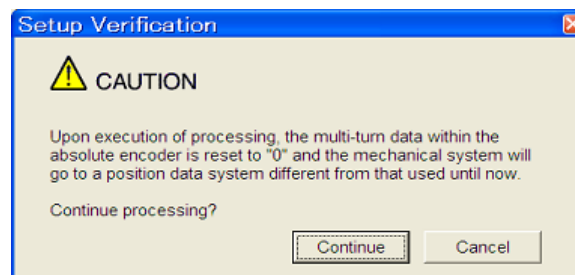 Setup Verification
CAUTION
Upon execution of processing, the multi-turn data within the
absolute encoder is reset to "0" and the mechanical system will
go to a position data system different from that used until now.
Continue processing?
Continue
Cancel